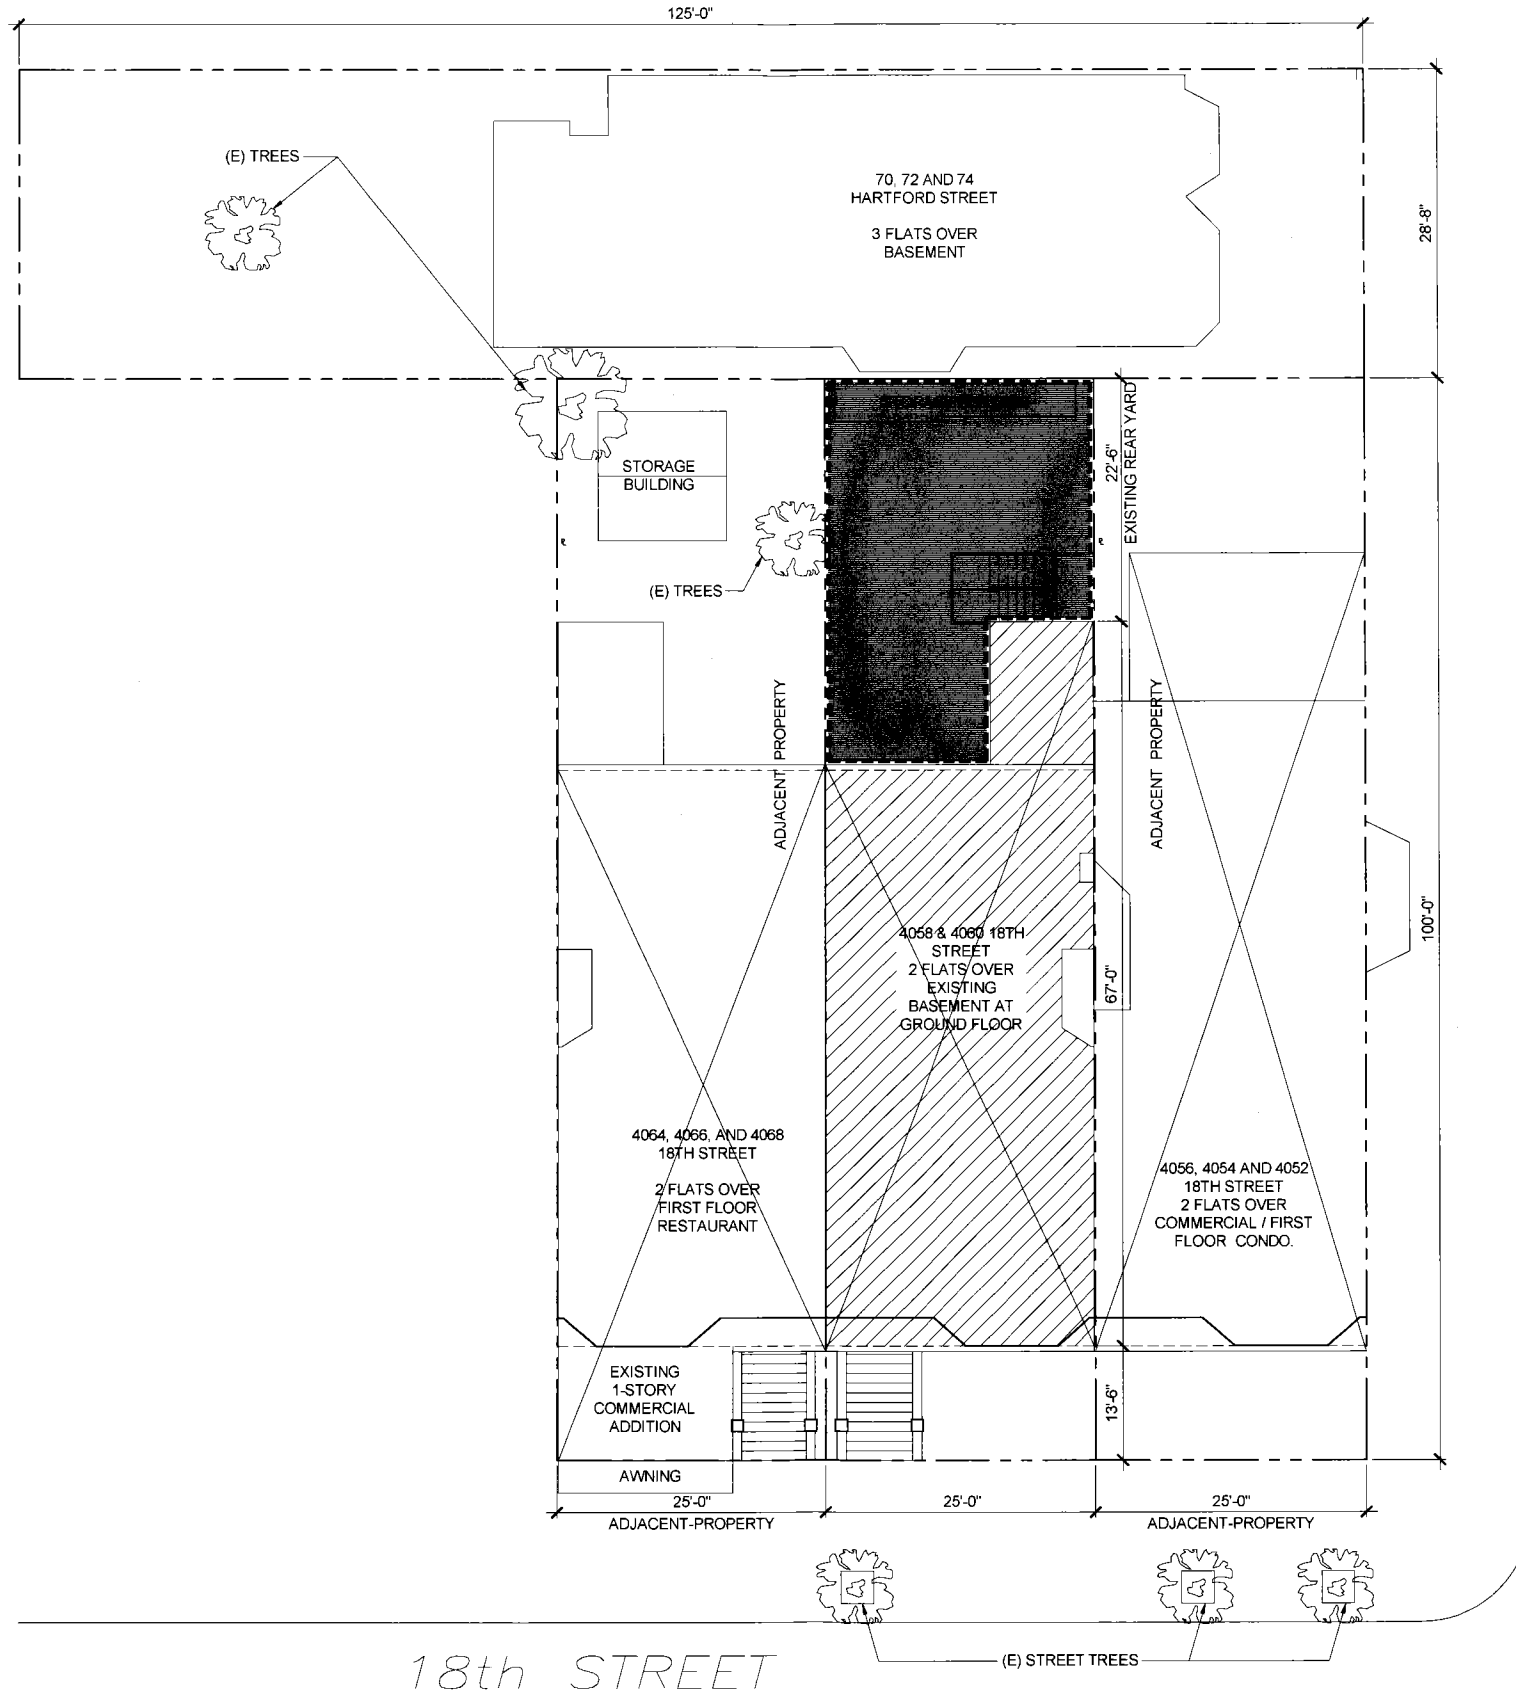 125'-0"
(E) TREES
70, 72 AND 74
HARTFORD STREET
3 FLATS OVER
BASEMENT
28'-8"
STORAGE
BUILDING
(E) TREES
22'-6"
EXISTING REAR YARD
ADJACENT PROPERTY
ADJACENT PROPERTY
4058 & 4060 18TH
STREET
2 FLATS OVER
EXISTING
BASEMENT AT
GROUND FLOOR
67'-0"
100'-0"
4064, 4066, AND 4068
18TH STREET
2 FLATS OVER
FIRST FLOOR
RESTAURANT
4056, 4054 AND 4052
18TH STREET
2 FLATS OVER
COMMERCIAL / FIRST
FLOOR CONDO.
EXISTING
1-STORY
COMMERCIAL
ADDITION
13'-6"
AWNING
25'-0"
25'-0"
25'-0"
ADJACENT-PROPERTY
ADJACENT-PROPERTY
(E) STREET TREES
18th STREET